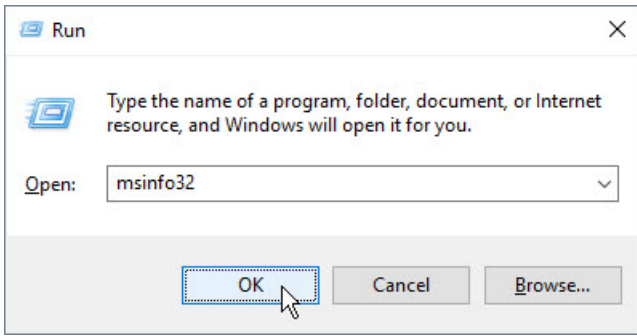 Run
Type the name of a program, folder, document, or Internet
resource, and Windows will open it for you.
Open:
msinfo32
OK
Cancel
Browse...